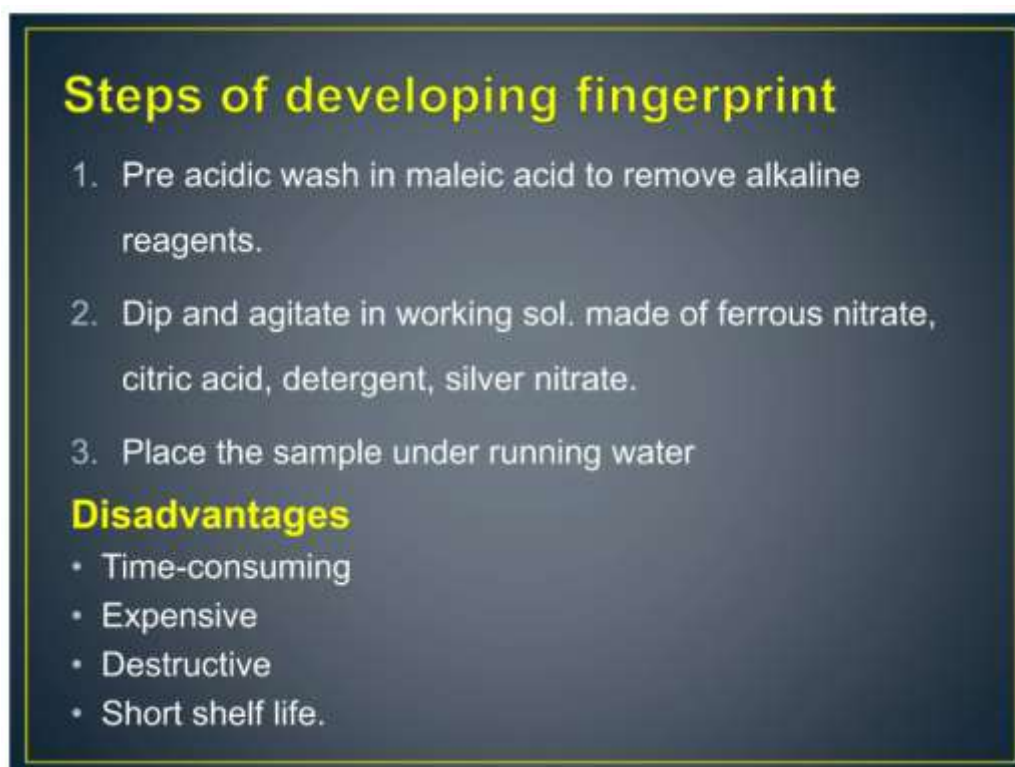 Steps of developing fingerprint
1. Pre acidic wash in maleic acid to remove alkaline
reagents.
2. Dip and agitate in working sol. made of ferrous nitrate,
citric acid, detergent, silver nitrate.
3. Place the sample under running water
Disadvantages
• Time-consuming
• Expensive
• Destructive
• Short shelf life.